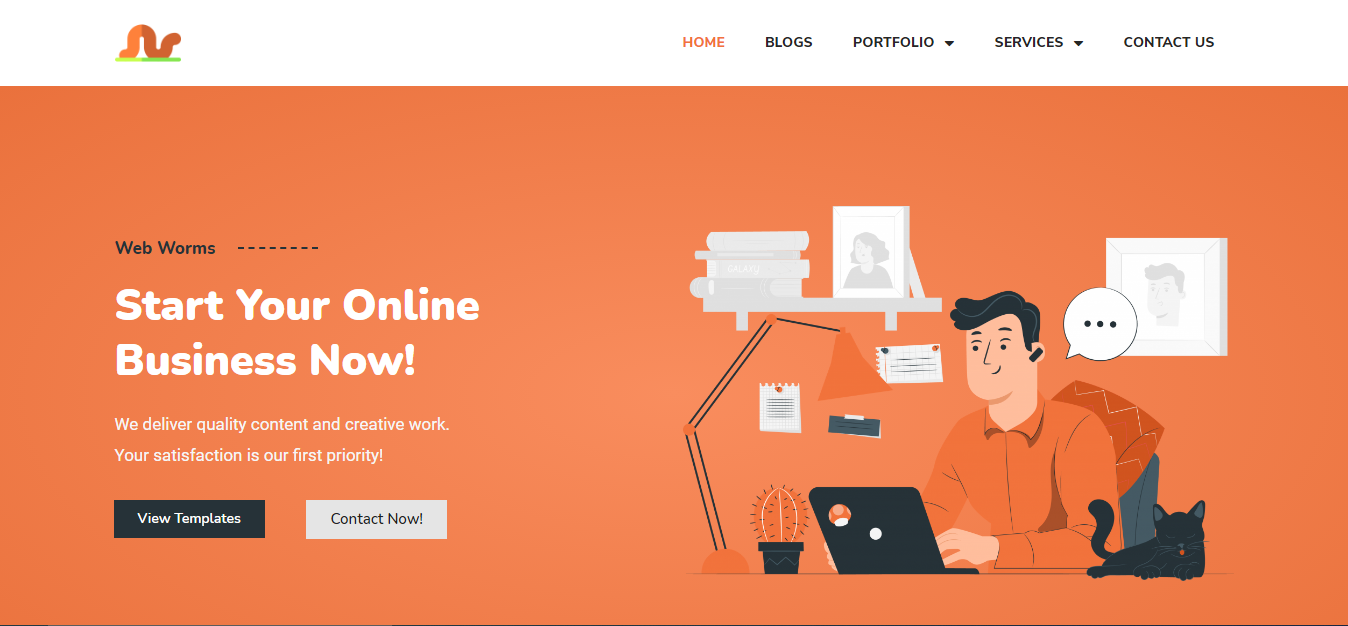 HOME BLOGS PORTFOLIO SERVICES CONTACT US
Web Worms
Start Your Online
Business Now!
We deliver quality content and creative work.
Your satisfaction is our first priority!
View Templates Contact Now!
GALAXY